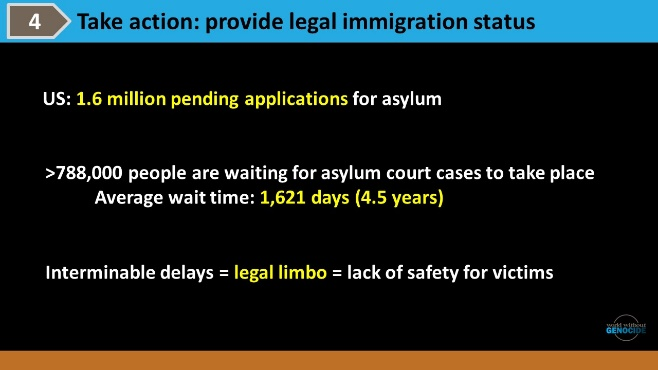 4
Take action: provide legal immigration status
US: 1.6 million pending applications for asylum
>788,000 people are waiting for asylum court cases to take place
Average wait time: 1,621 days (4.5 years)
Interminable delays = legal limbo = lack of safety for victims
world without
GENOCIDE